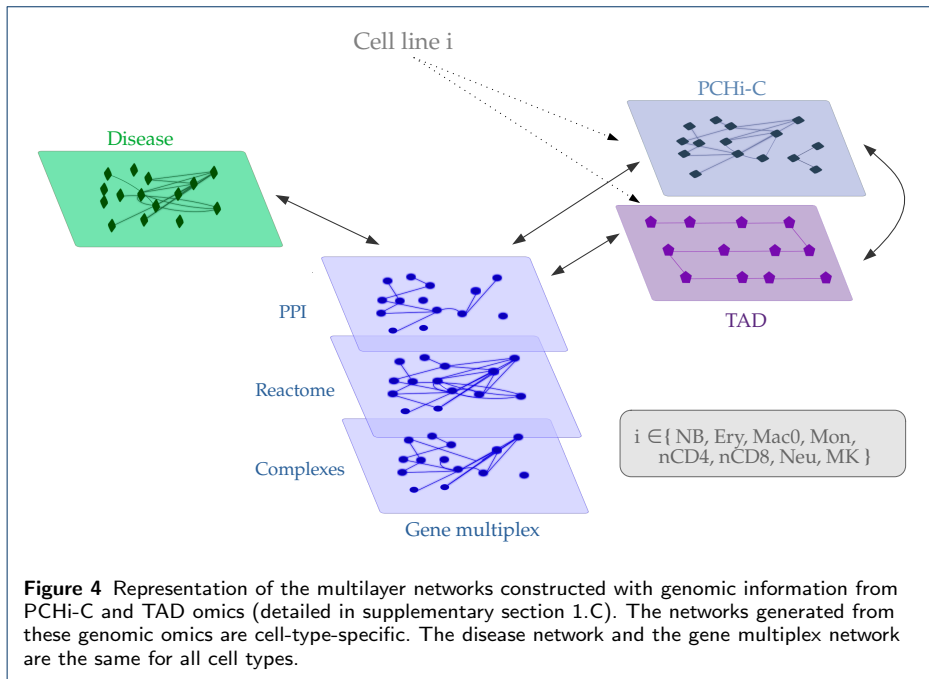 Cell line i
PCHi-C
Disease
TAD
PPI
Reactome
Complexes
Gene multiplex
i ∈{ NB, Ery, Mac0, Mon,
nCD4, nCD8, Neu, MK }
Figure 4 Representation of the multilayer networks constructed with genomic information from
PCHi-C and TAD omics (detailed in supplementary section 1.C). The networks generated from
these genomic omics are cell-type-specific. The disease network and the gene multiplex network
are the same for all cell types.